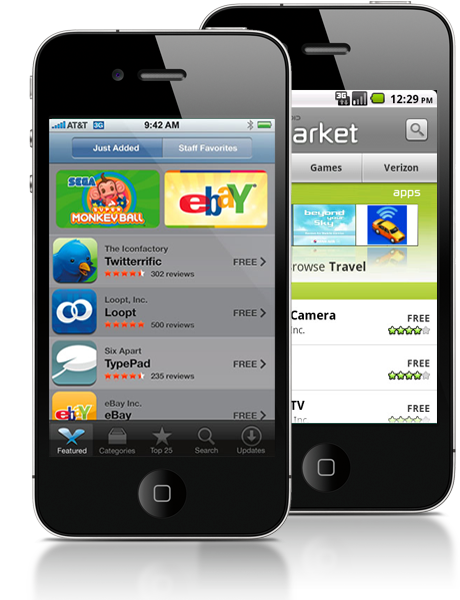 AT&T 3G 9:42 AM
Just Added Staff Favorites
SEGA
MONKEY BALL
ebaY
The Iconfactory
Twitterrific FREE
302 reviews
Loopt, Inc.
Loopt FREE
500 reviews
Six Apart
TypePad FREE
235 reviews
eBay Inc.
eBay FREE
Featured Categories Top 25 Search Updates
3G 12:29 PM
arket
Games Verizon
apps
beyond
your
Sky
rowse Travel
Camera FREE
Inc.
FREE
TV FREE
Inc.